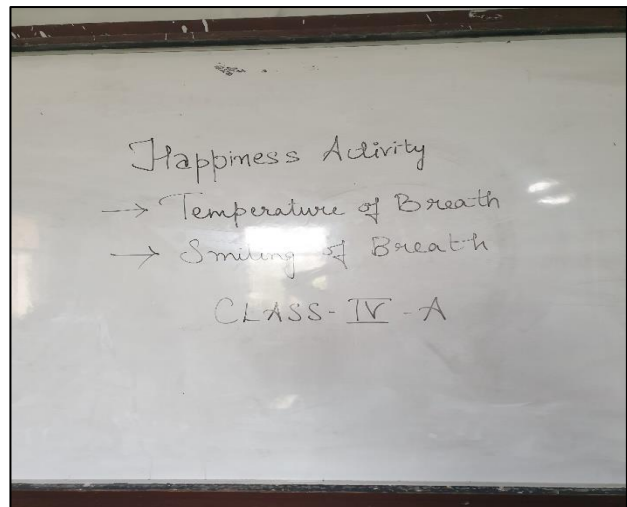 Happiness Activity
→ Temperature of Breath
→ Smiling of Breath
CLASS - IV - A